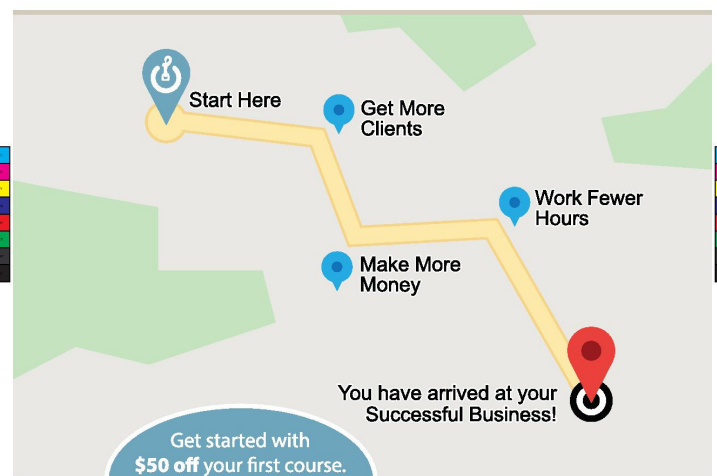 Start Here
Get More
Clients
Work Fewer
Hours
Make More
Money
You have arrived at your
Successful Business!
Get started with
$50 off your first course.